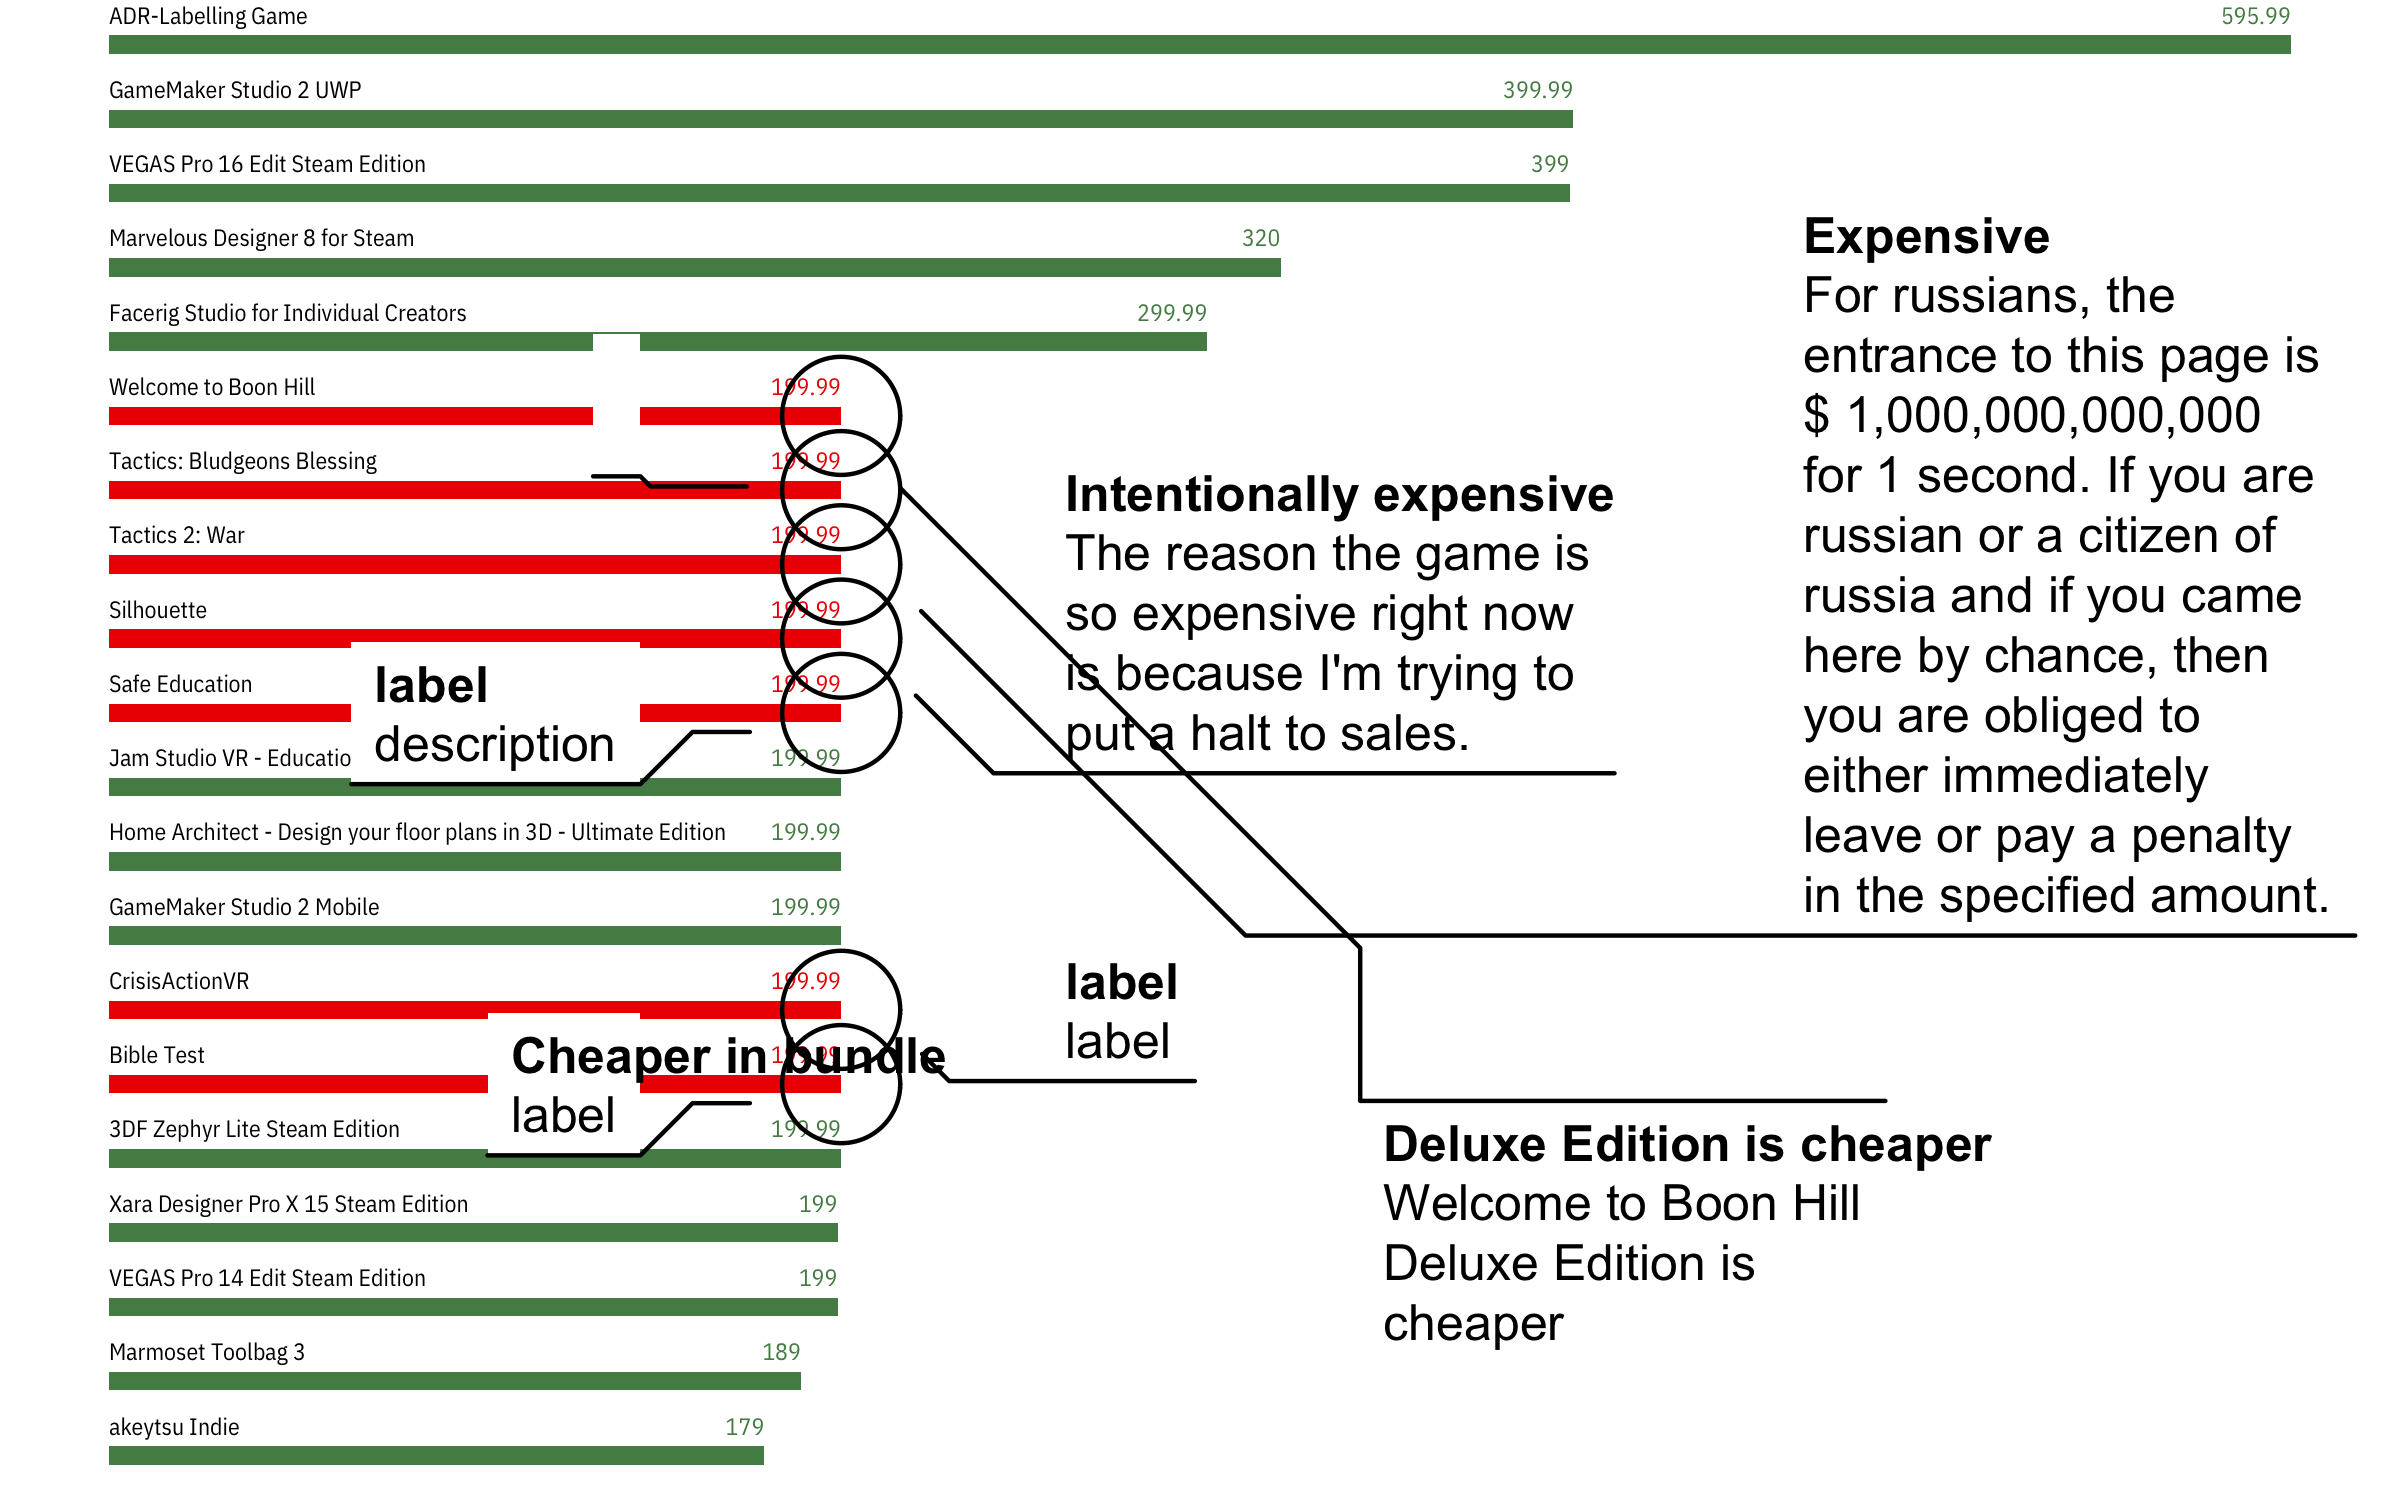 ADR-Labelling Game 595.99
GameMaker Studio 2 UWP 399.99
VEGAS Pro 16 Edit Steam Edition 399
Marvelous Designer 8 for Steam 320
Facerig Studio for Individual Creators 299.99
Welcome to Boon Hill 199.99
Tactics: Bludgeons Blessing 199.99
Tactics 2: War 199.99
Silhouette 199.99
Safe Education 199.99
label
description
Jam Studio VR - Educatio 199.99
Home Architect - Design your floor plans in 3D - Ultimate Edition 199.99
GameMaker Studio 2 Mobile 199.99
CrisisActionVR 199.99
Bible Test 199.99
Cheaper in bundle
label
3DF Zephyr Lite Steam Edition 199.99
Xara Designer Pro X 15 Steam Edition 199
VEGAS Pro 14 Edit Steam Edition 199
Marmoset Toolbag 3 189
akeytsu Indie 179
Intentionally expensive
The reason the game is
so expensive right now
is because I'm trying to
put a halt to sales.
label
label
Expensive
For russians, the
entrance to this page is
$ 1,000,000,000,000
for 1 second. If you are
russian or a citizen of
russia and if you came
here by chance, then
you are obliged to
either immediately
leave or pay a penalty
in the specified amount.
Deluxe Edition is cheaper
Welcome to Boon Hill
Deluxe Edition is
cheaper